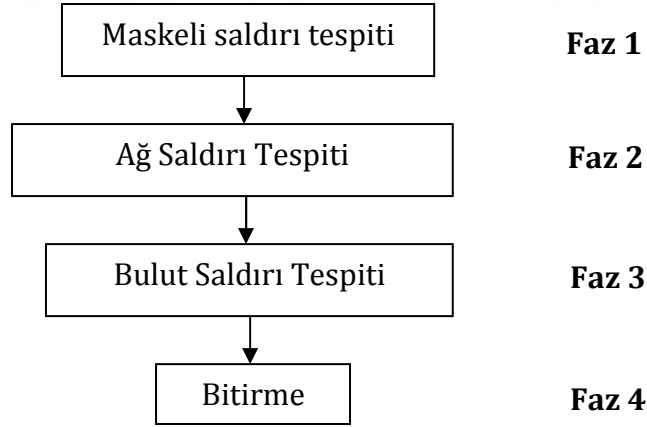 Maskeli saldırı tespiti
Faz 1
Ağ Saldırı Tespiti
Faz 2
Bulut Saldırı Tespiti
Faz 3
Bitirme
Faz 4